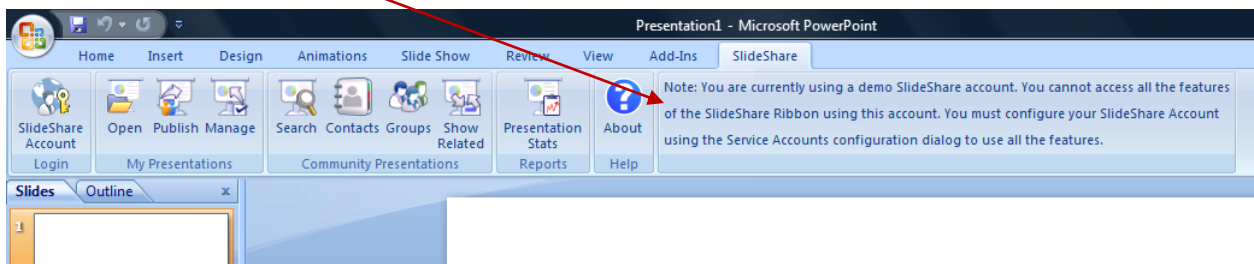 Presentation1 - Microsoft PowerPoint
Home Insert Design Animations Slide Show Review View Add-Ins SlideShare
SlideShare Account
Open Publish Manage
Search Contacts Groups Show Related
Presentation Stats
About
Note: You are currently using a demo SlideShare account. You cannot access all the features
of the SlideShare Ribbon using this account. You must configure your SlideShare Account
using the Service Accounts configuration dialog to use all the features.
Login My Presentations Community Presentations Reports Help
Slides Outline x
1